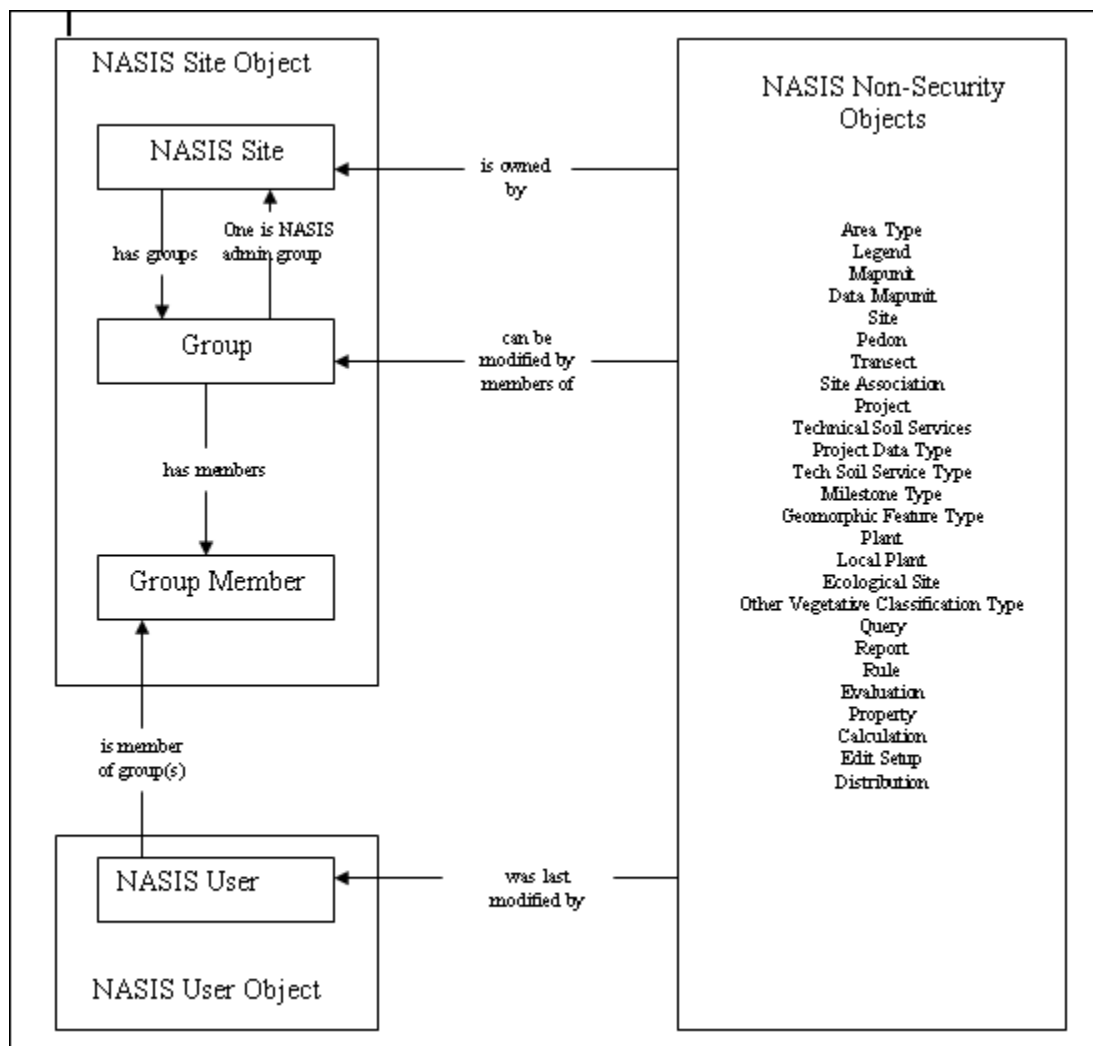 NASIS Site Object
NASIS Site
has groups
One is NASIS
admin group
Group
has members
Group Member
is member
of group(s)
NASIS User
NASIS User Object
is owned
by
can be
modified by
members of
was last
modified by
NASIS Non-Security
Objects
Area Type
Legend
Mapunit
Data Mapunit
Site
Pedon
Transect
Site Association
Project
Technical Soil Services
Project Data Type
Tech Soil Service Type
Milestone Type
Geomorphic Feature Type
Plant
Local Plant
Ecological Site
Other Vegetative Classification Type
Query
Report
Rule
Evaluation
Property
Calculation
Edit Setup
Distribution